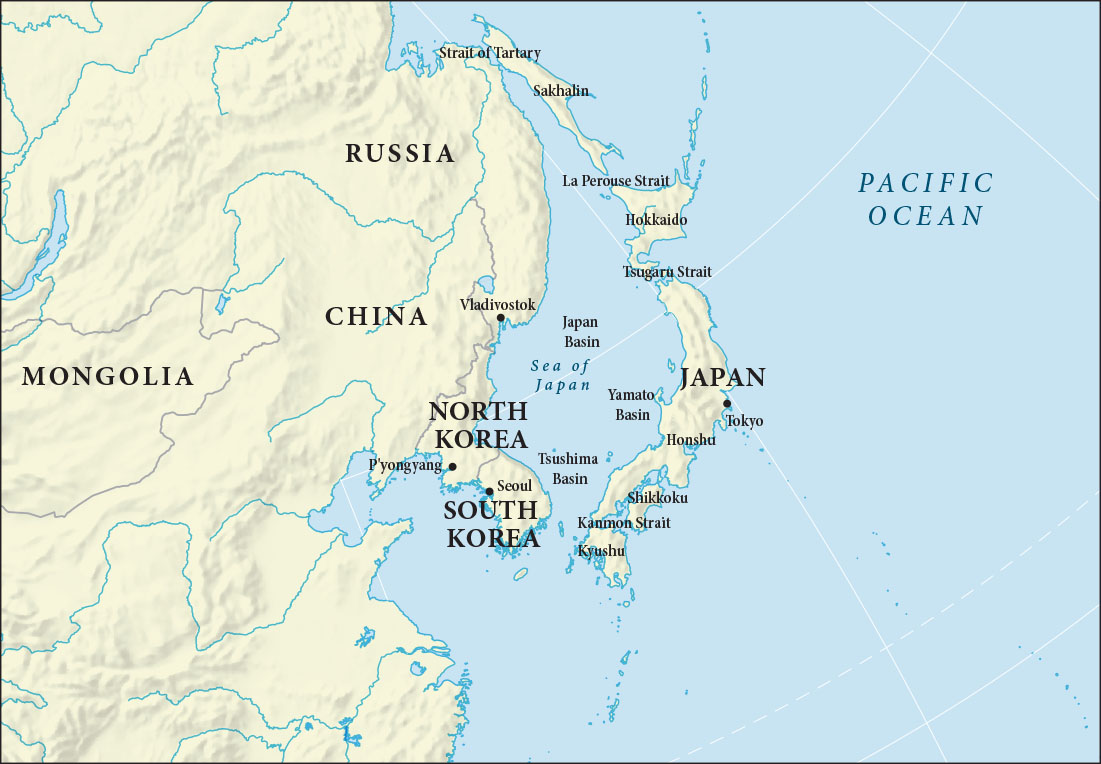 Strait of Tartary
Sakhalin
RUSSIA
La Perouse Strait
PACIFIC
OCEAN
Hokkaido
Tsugaru Strait
Vladivostok
CHINA
Japan
Basin
Sea of
Japan
MONGOLIA
JAPAN
Yamato
Basin
NORTH
KOREA
Tokyo
Honshu
P'yongyang
Tsushima
Basin
Seoul
Shikkoku
SOUTH
KOREA
Kanmon Strait
Kyushu